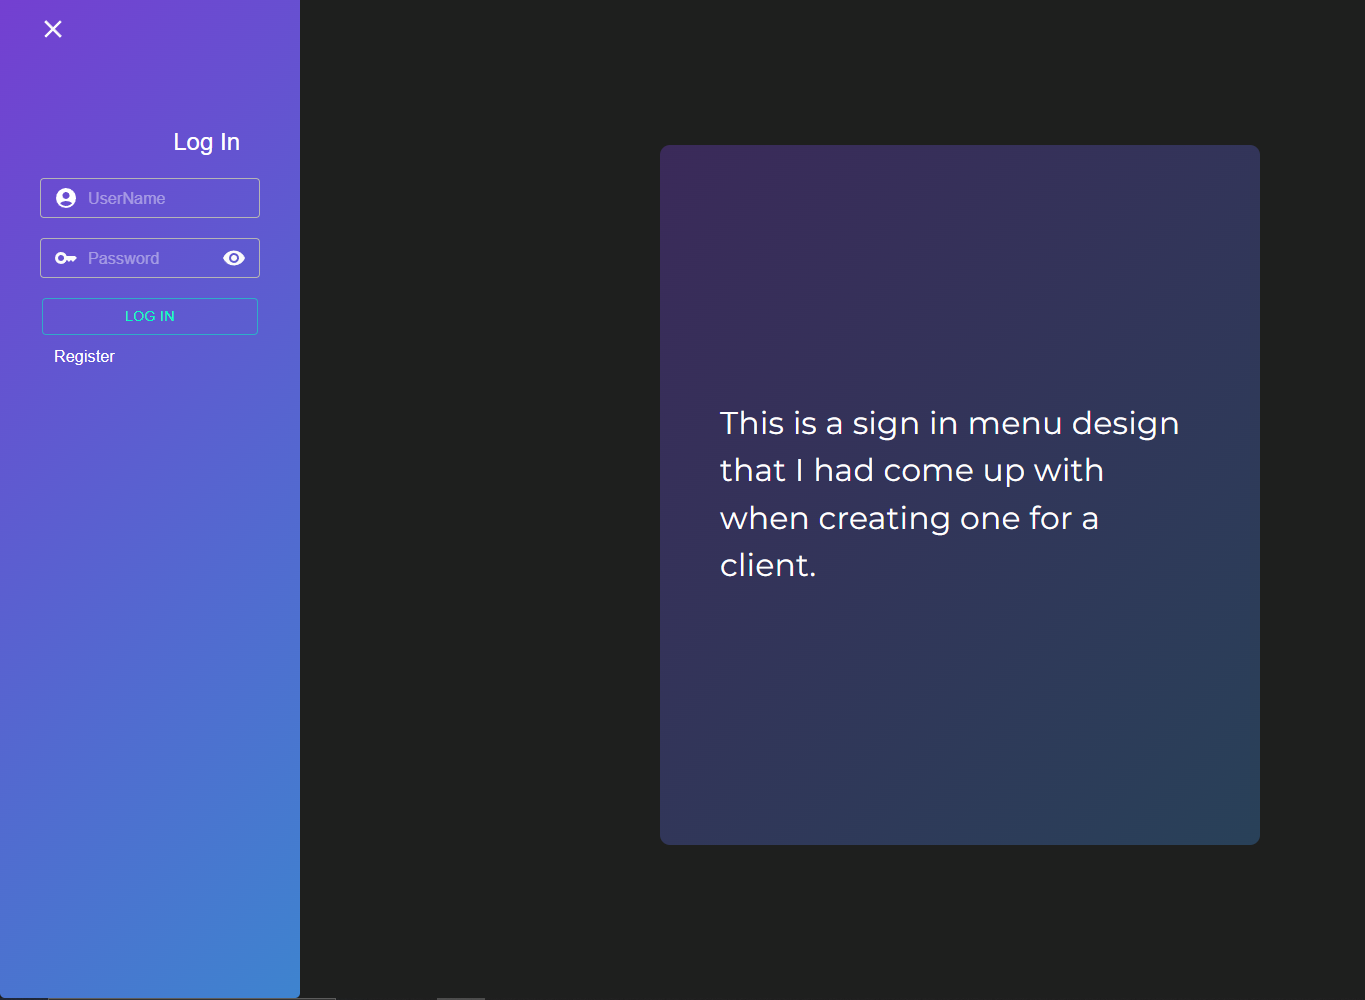 Log In
UserName
Password
LOG IN
Register
This is a sign in menu design
that I had come up with
when creating one for a
client.